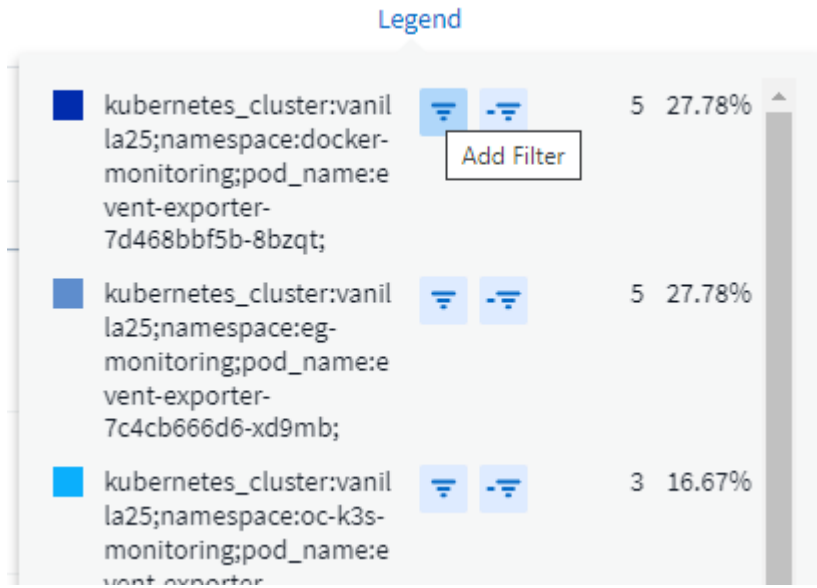 Legend
kubernetes_cluster:vanil
la25;namespace:docker-
monitoring;pod_name:e
vent-exporter-
7d468bbf5b-8bzqt;
5 27.78%
Add Filter
kubernetes_cluster:vanil
la25;namespace:eg-
monitoring;pod_name:e
vent-exporter-
7c4cb666d6-xd9mb;
5 27.78%
kubernetes_cluster:vanil
la25;namespace:oc-k3s-
monitoring;pod_name:e
vent-exporter
3 16.67%